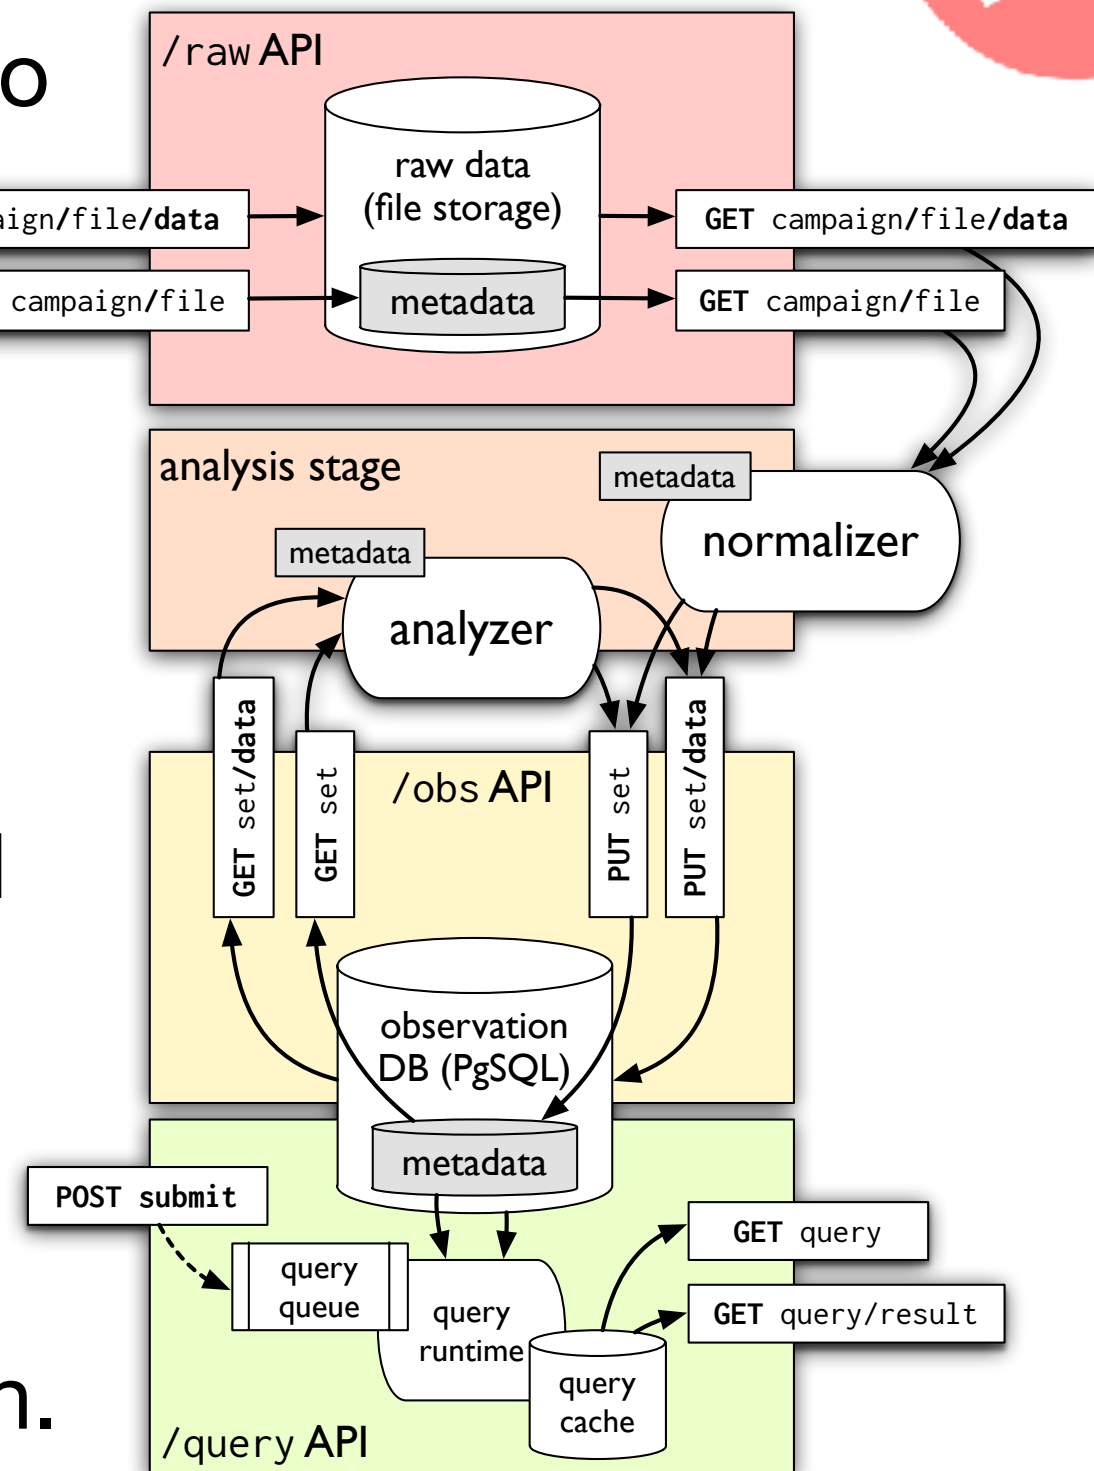 o
/raw API
raw data
(file storage)
metadata
campaign/file/data
campaign/file
GET campaign/file/data
GET campaign/file
analysis stage
metadata
normalizer
metadata
analyzer
GET set/data
GET set
/obs API
PUT set
PUT set/data
observation
DB (PgSQL)
metadata
POST submit
query
queue
query
runtime
query
cache
GET query
GET query/result
n.
/query API